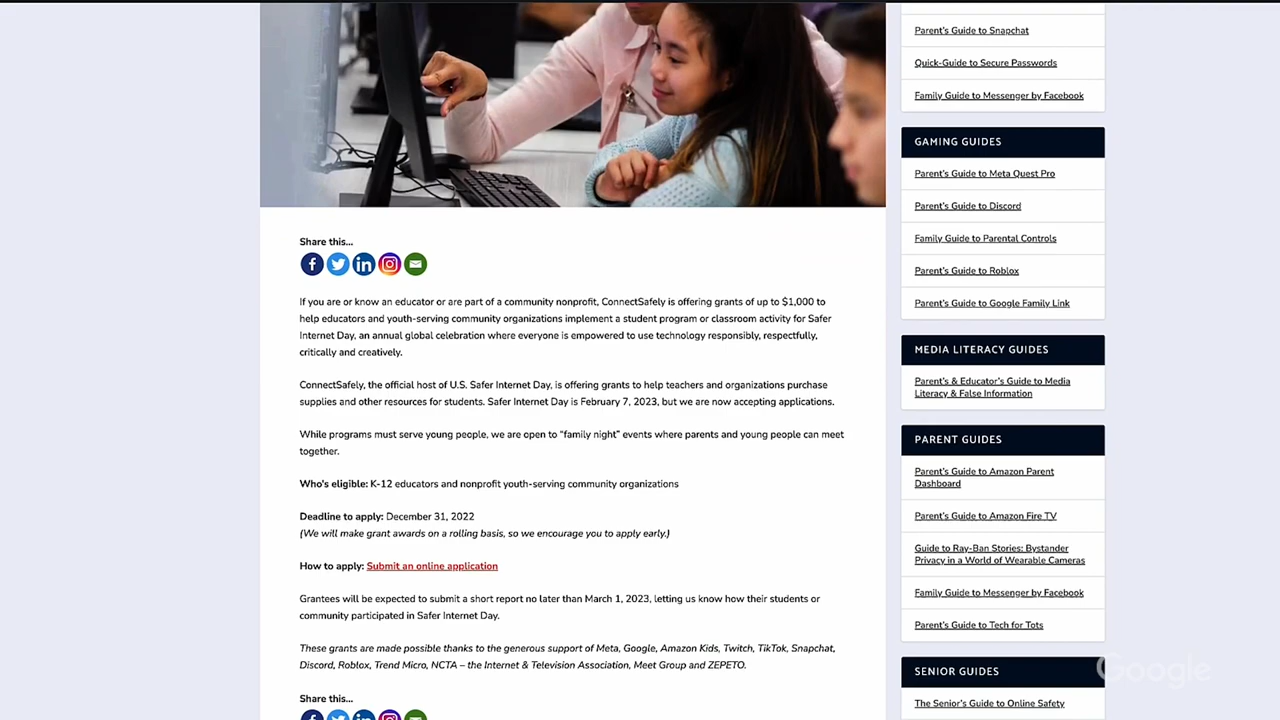 Share this...
If you are or know an educator or are part of a community nonprofit, ConnectSafely is offering grants of up to $1,000 to
help educators and youth-serving community organizations implement a student program or classroom activity for Safer
Internet Day, an annual global celebration where everyone is empowered to use technology responsibly, respectfully,
critically and creatively.
ConnectSafely, the official host of U.S. Safer Internet Day, is offering grants to help teachers and organizations purchase
supplies and other resources for students. Safer Internet Day is February 7, 2023, but we are now accepting applications.
While programs must serve young people, we are open to “family night” events where parents and young people can meet
together.
Who's eligible: K-12 educators and nonprofit youth-serving community organizations
Deadline to apply: December 31, 2022
(We will make grant awards on a rolling basis, so we encourage you to apply early.)
How to apply: Submit an online application
Grantees will be expected to submit a short report no later than March 1, 2023, letting us know how their students or
community participated in Safer Internet Day.
These grants are made possible thanks to the generous support of Meta, Google, Amazon Kids, Twitch, TikTok, Snapchat,
Discord, Roblox, Trend Micro, NCTA – the Internet & Television Association, Meet Group and ZEPETO.
Share this...
Parent's Guide to Snapchat
Quick-Guide to Secure Passwords
Family Guide to Messenger by Facebook
GAMING GUIDES
Parent's Guide to Meta Quest Pro
Parent's Guide to Discord
Family Guide to Parental Controls
Parent's Guide to Roblox
Parent's Guide to Google Family Link
MEDIA LITERACY GUIDES
Parent's & Educator's Guide to Media
Literacy & False Information
PARENT GUIDES
Parent's Guide to Amazon Parent
Dashboard
Parent's Guide to Amazon Fire TV
Guide to Ray-Ban Stories: Bystander
Privacy in a World of Wearable Cameras
Family Guide to Messenger by Facebook
Parent's Guide to Tech for Tots
SENIOR GUIDES
The Senior's Guide to Online Safety
Google